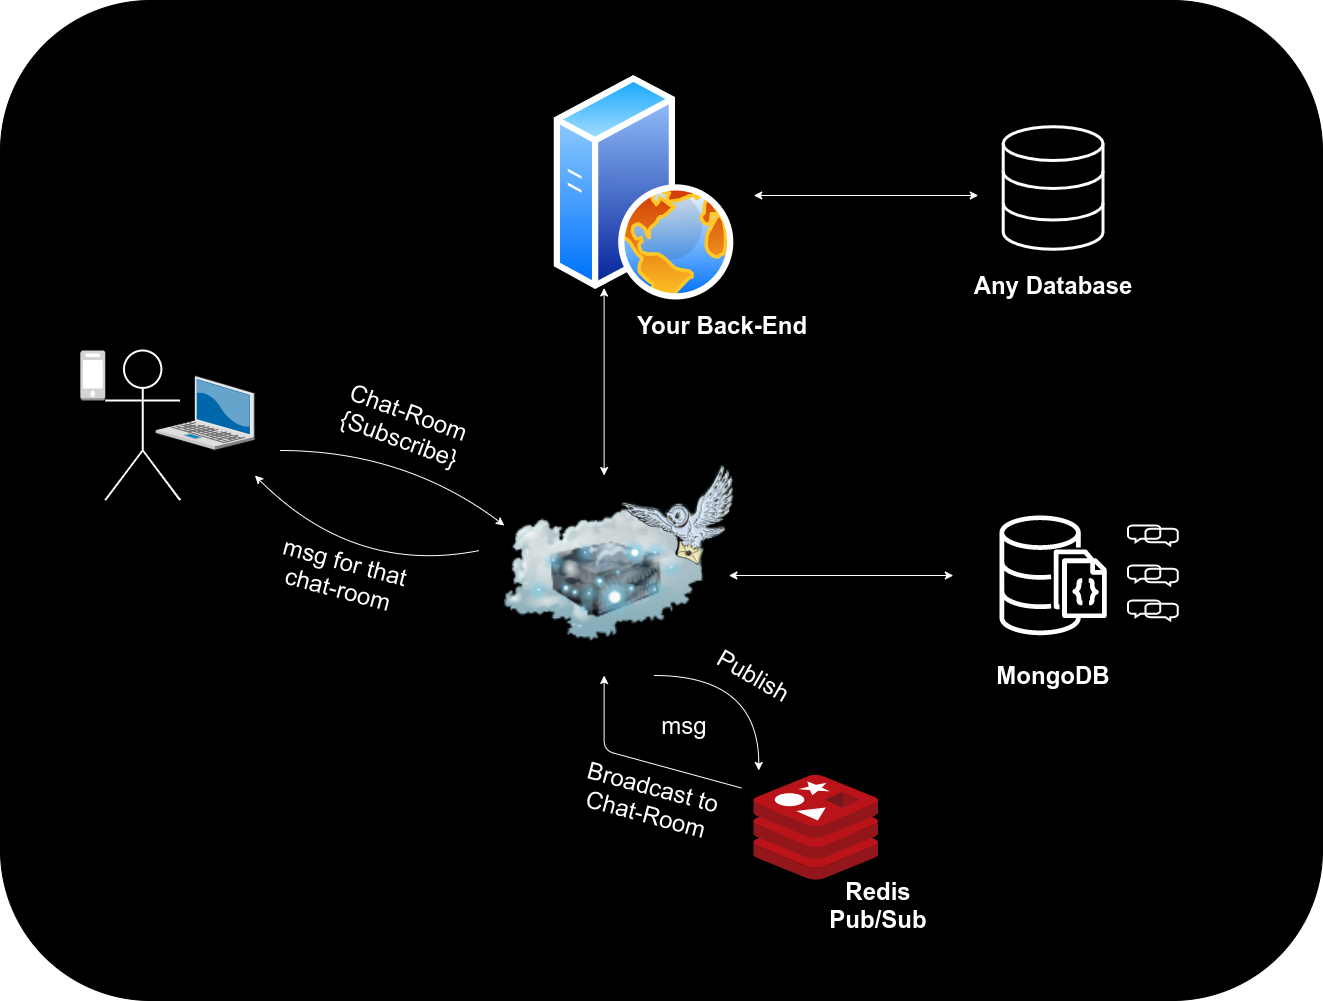 Your Back-End
Any Database
Chat-Room
{Subscribe}
msg for that
chat-room
MongoDB
Publish
msg
Broadcast to
Chat-Room
Redis
Pub/Sub